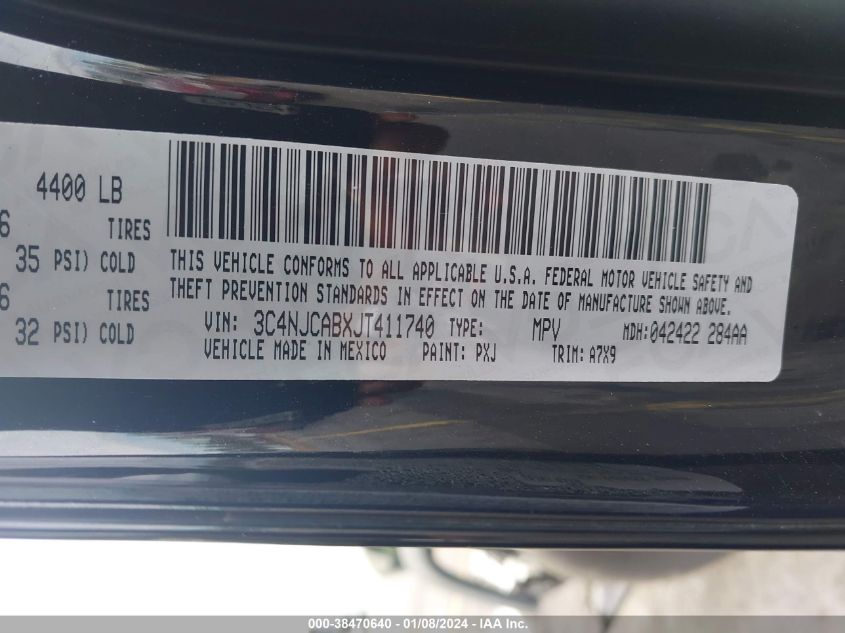 4400 LB
6 TIRES
35 PSI) COLD
6 TIRES
32 PSI) COLD
THIS VEHICLE CONFORMS TO ALL APPLICABLE U.S.A. FEDERAL MOTOR VEHICLE SAFETY AND
THEFT PREVENTION STANDARDS IN EFFECT ON THE DATE OF MANUFACTURE SHOWN ABOVE.
VIN: 3C4NJCABXJT411740 TYPE: MPV MDH:042422 284AA
VEHICLE MADE IN MEXICO PAINT: PXJ TRIM: A7X9
000-38470640 - 01/08/2024 - IAA Inc.